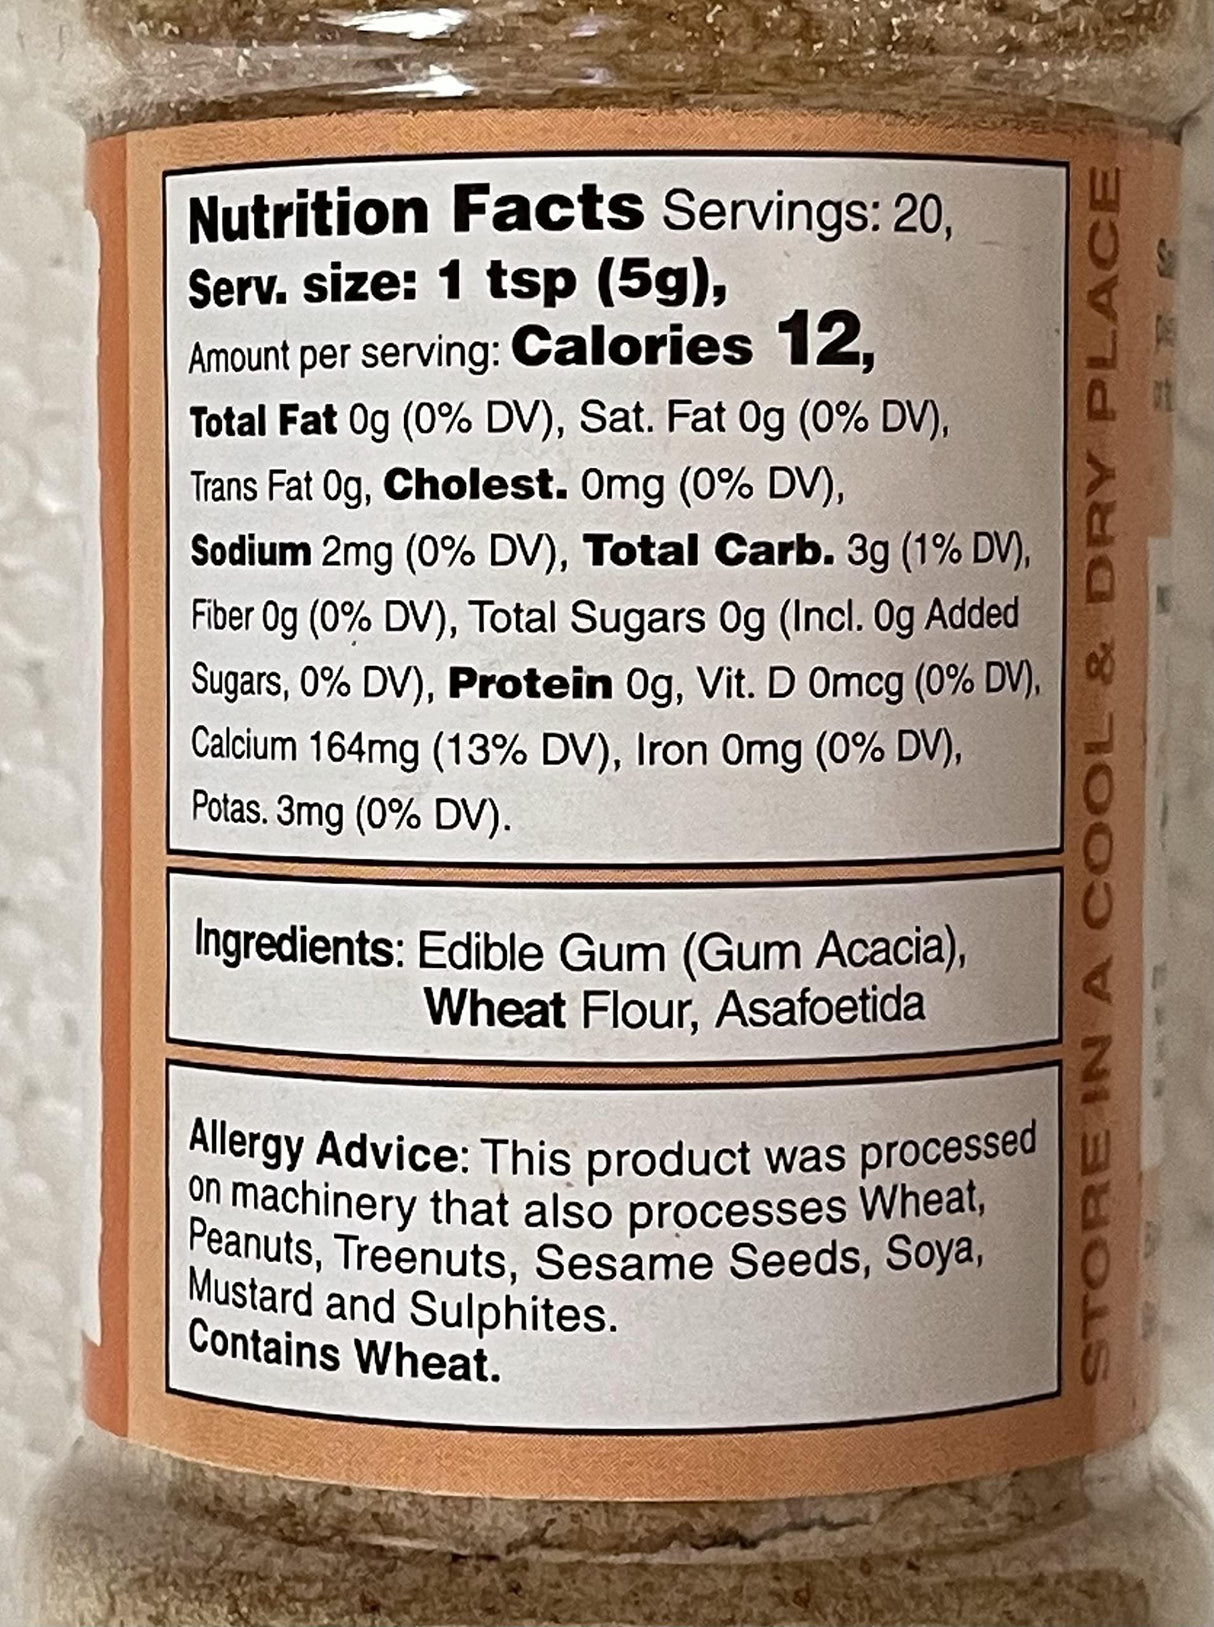 Nutrition Facts Servings: 20,
Serv. size: 1 tsp (5g),
Amount per serving: Calories 12,
Total Fat 0g (0% DV), Sat. Fat 0g (0% DV),
Trans Fat 0g, Cholest. 0mg (0% DV),
Sodium 2mg (0% DV), Total Carb. 3g (1% DV),
Fiber 0g (0% DV), Total Sugars 0g (Incl. 0g Added
Sugars, 0% DV), Protein 0g, Vit. D 0mcg (0% DV),
Calcium 164mg (13% DV), Iron 0mg (0% DV),
Potas. 3mg (0% DV).
Ingredients: Edible Gum (Gum Acacia),
Wheat Flour, Asafoetida
Allergy Advice: This product was processed
on machinery that also processes Wheat,
Peanuts, Treenuts, Sesame Seeds, Soya,
Mustard and Sulphites.
Contains Wheat.
STORE IN A COOL & DRY PLACE